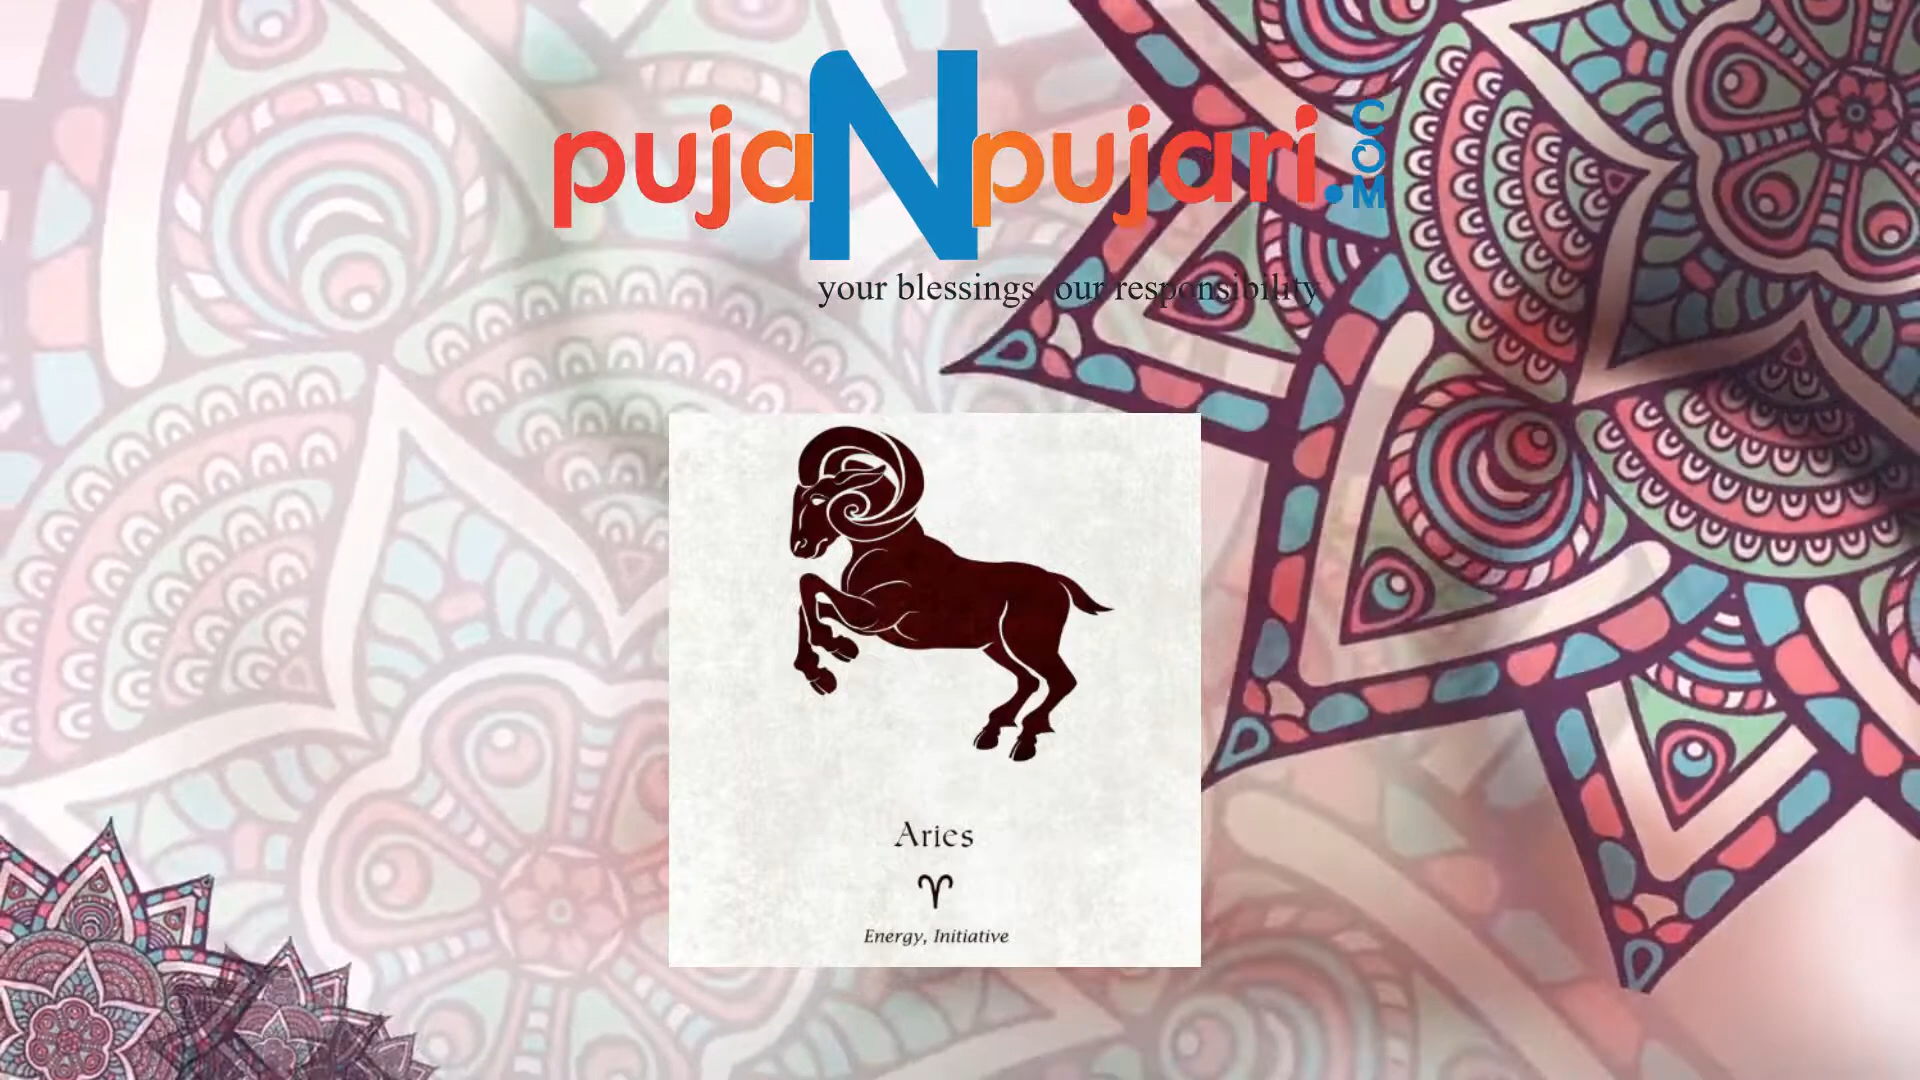 pujaNpujari.com
your blessings, our responsibility
Aries
♈
Energy, Initiative